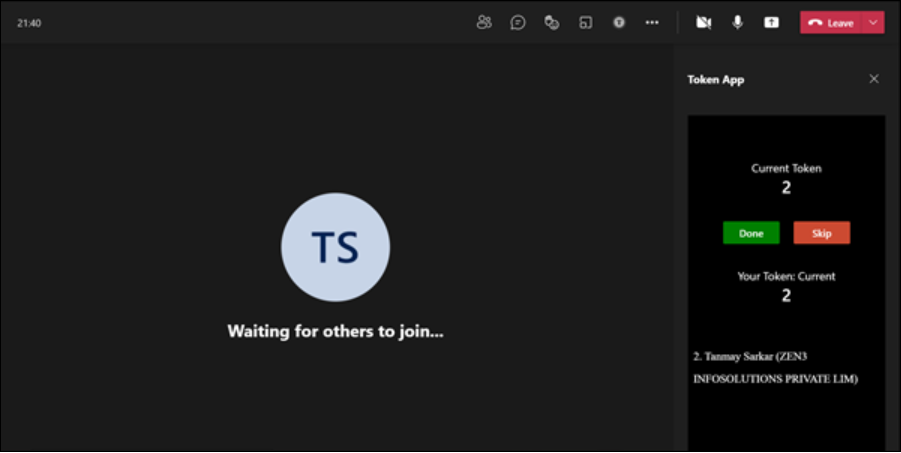 21:40
Leave
Token App
Current Token
2
Done Skip
Your Token: Current
2
TS
Waiting for others to join...
2. Tanmay Sarkar (ZEN3
INFOSOLUTIONS PRIVATE LIM)